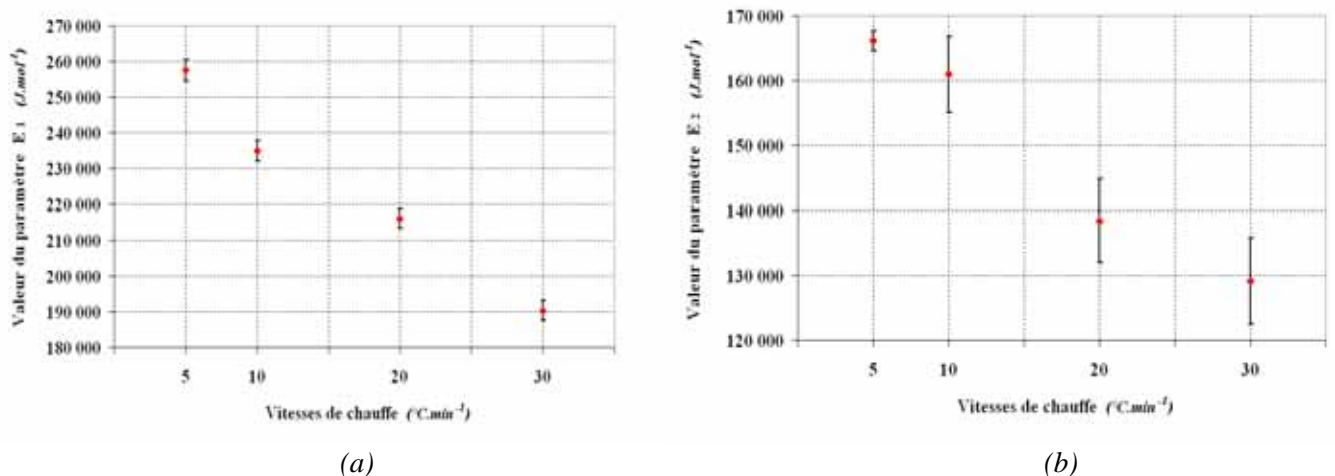 270 000
260 000
250 000
240 000
230 000
220 000
210 000
200 000
190 000
180 000
Valeur du paramètre E 1 (J.mol⁻¹)
5 10 20 30
Vitesses de chauffe (°C.min⁻¹)
(a)
170 000
160 000
150 000
140 000
130 000
120 000
Valeur du paramètre E 2 (J.mol⁻¹)
5 10 20 30
Vitesses de chauffe (°C.min⁻¹)
(b)